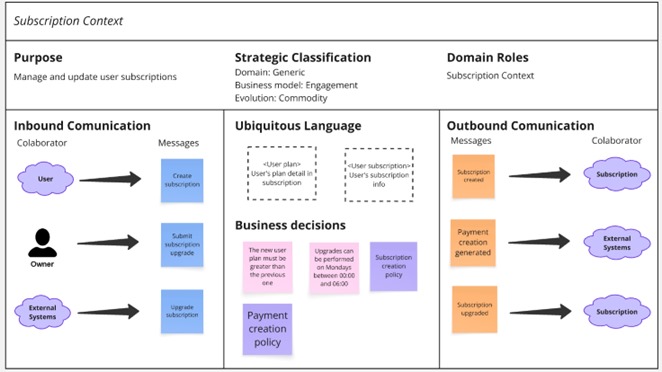 Subscription Context
Purpose
Manage and update user subscriptions
Strategic Classification
Domain: Generic
Business model: Engagement
Evolution: Commodity
Domain Roles
Subscription Context
Inbound Comunication
Colaborator
Messages
User
Create
subscription
Owner
Submit
subscription
upgrade
External
Systems
Upgrade
subscription
Ubiquitous Language
<User plan>
User's plan detail in
subscription
<User subscription>
User's subscription
info
Business decisions
The new user
plan must be
greater than
the previous
one
Upgrades can
be performed
on Mondays
between 00:00
and 06:00
Subscription
creation
policy
Payment
creation
policy
Outbound Comunication
Messages
Colaborator
Subscription
created
Subscription
Payment
creation
generated
External
Systems
Subscription
upgraded
Subscription